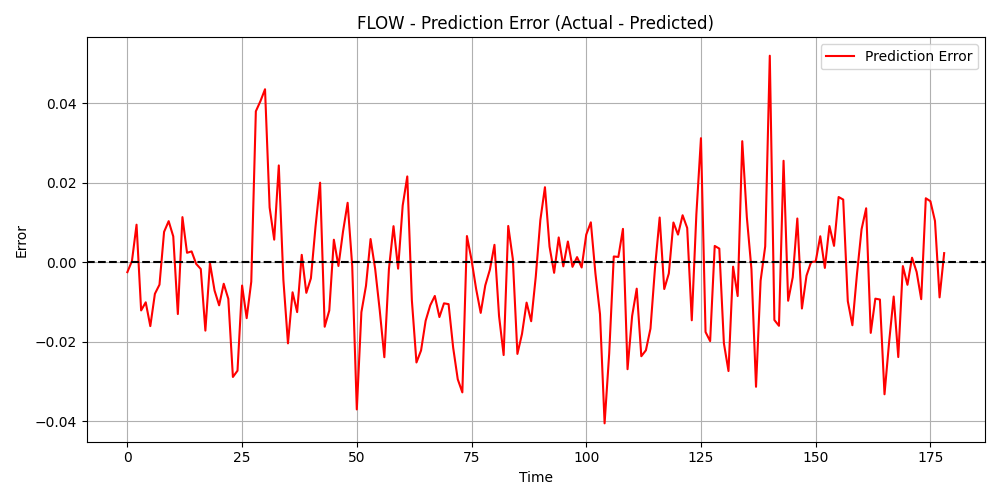 FLOW - Prediction Error (Actual - Predicted)
Prediction Error
Error
0.04
0.02
0.00
−0.02
−0.04
0 25 50 75 100 125 150 175
Time